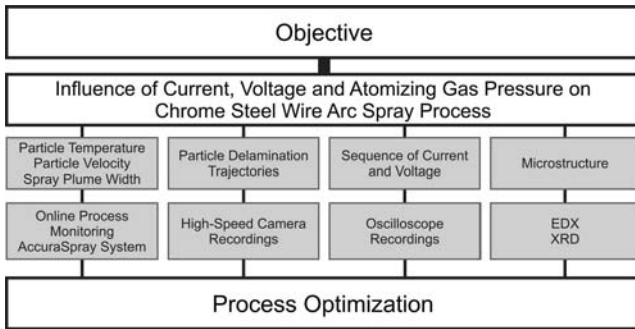 Objective
Influence of Current, Voltage and Atomizing Gas Pressure on
Chrome Steel Wire Arc Spray Process
Particle Temperature
Particle Velocity
Spray Plume Width
Particle Delamination
Trajectories
Sequence of Current
and Voltage
Microstructure
Online Process
Monitoring
AccuraSpray System
High-Speed Camera
Recordings
Oscilloscope
Recordings
EDX
XRD
Process Optimization